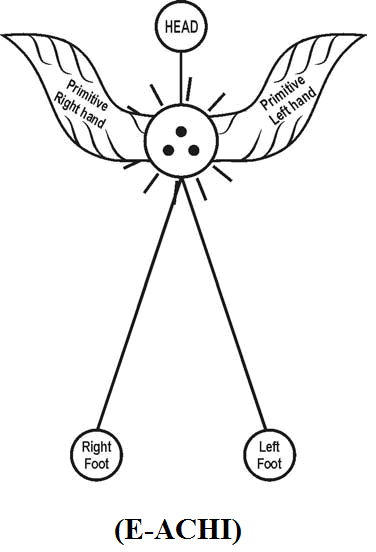 HEAD
Primitive
Right hand
Primitive
Left hand
Right
Foot
Left
Foot
(E-ACHI)